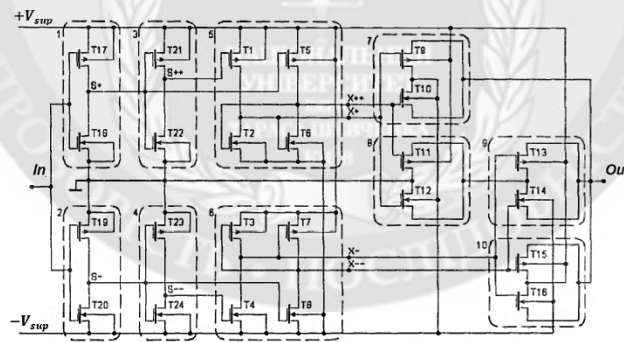 +V_sup
1
3
5
7
T17
T21
T1
T5
T9
S+
S++
T10
X++
X+
T18
T22
T2
T6
8
9
T11
T13
In
Out
T12
T14
2
4
6
10
T19
T23
T3
T7
X-
X--
T15
S-
S--
T16
T20
T24
T4
T8
−V_sup